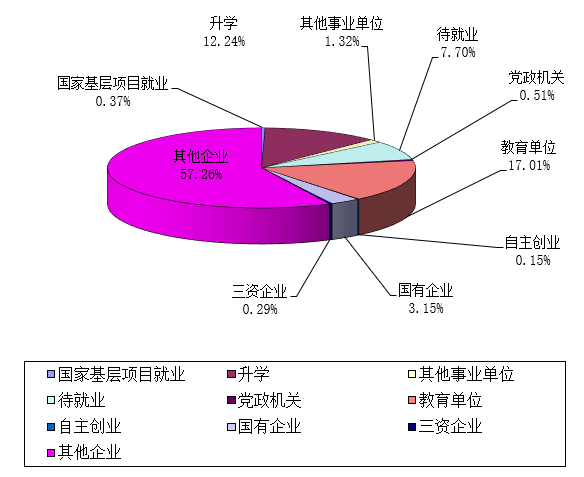 升学
12.24%
其他事业单位
1.32%
待就业
7.70%
国家基层项目就业
0.37%
党政机关
0.51%
其他企业
57.26%
教育单位
17.01%
自主创业
0.15%
三资企业
0.29%
国有企业
3.15%
国家基层项目就业 升学 其他事业单位
待就业 党政机关 教育单位
自主创业 国有企业 三资企业
其他企业